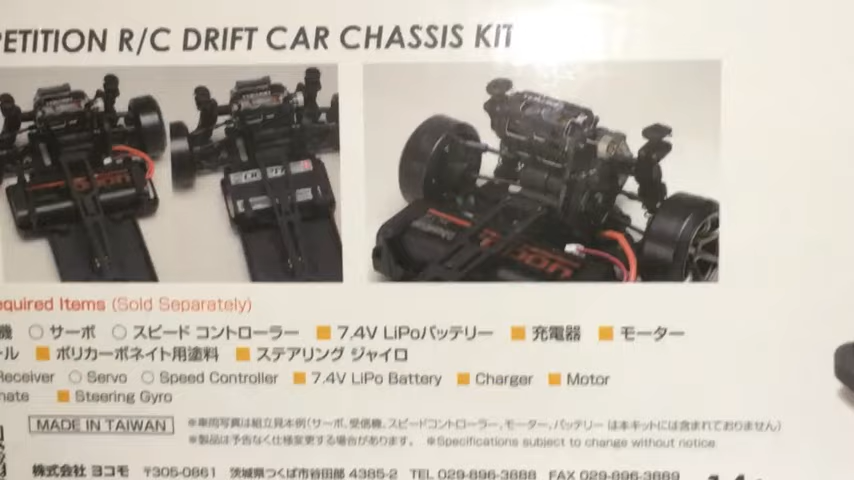 PETITION R/C DRIFT CAR CHASSIS KIT
equired Items (Sold Separately)
機 ○サーボ ○スピード コントローラー ■7.4V LiPoバッテリー ■充電器 ■モーター
ール ■ポリカーボネイト用塗料 ■ステアリング ジャイロ
Receiver ○Servo ○Speed Controller ■7.4V LiPo Battery ■Charger ■Motor
nate ■Steering Gyro
MADE IN TAIWAN
※車両写真は組立見本例(サーボ、受信機、スピードコントローラー、モーター、バッテリーは本キットには含まれておりません)
※製品は予告なく仕様変更する場合があります。 ※Specifications subject to change without notice
株式会社 ヨコモ 〒305-0861 茨城県つくば市谷田部 4385-2 TEL 029-896-3888 FAX 029-896-3889